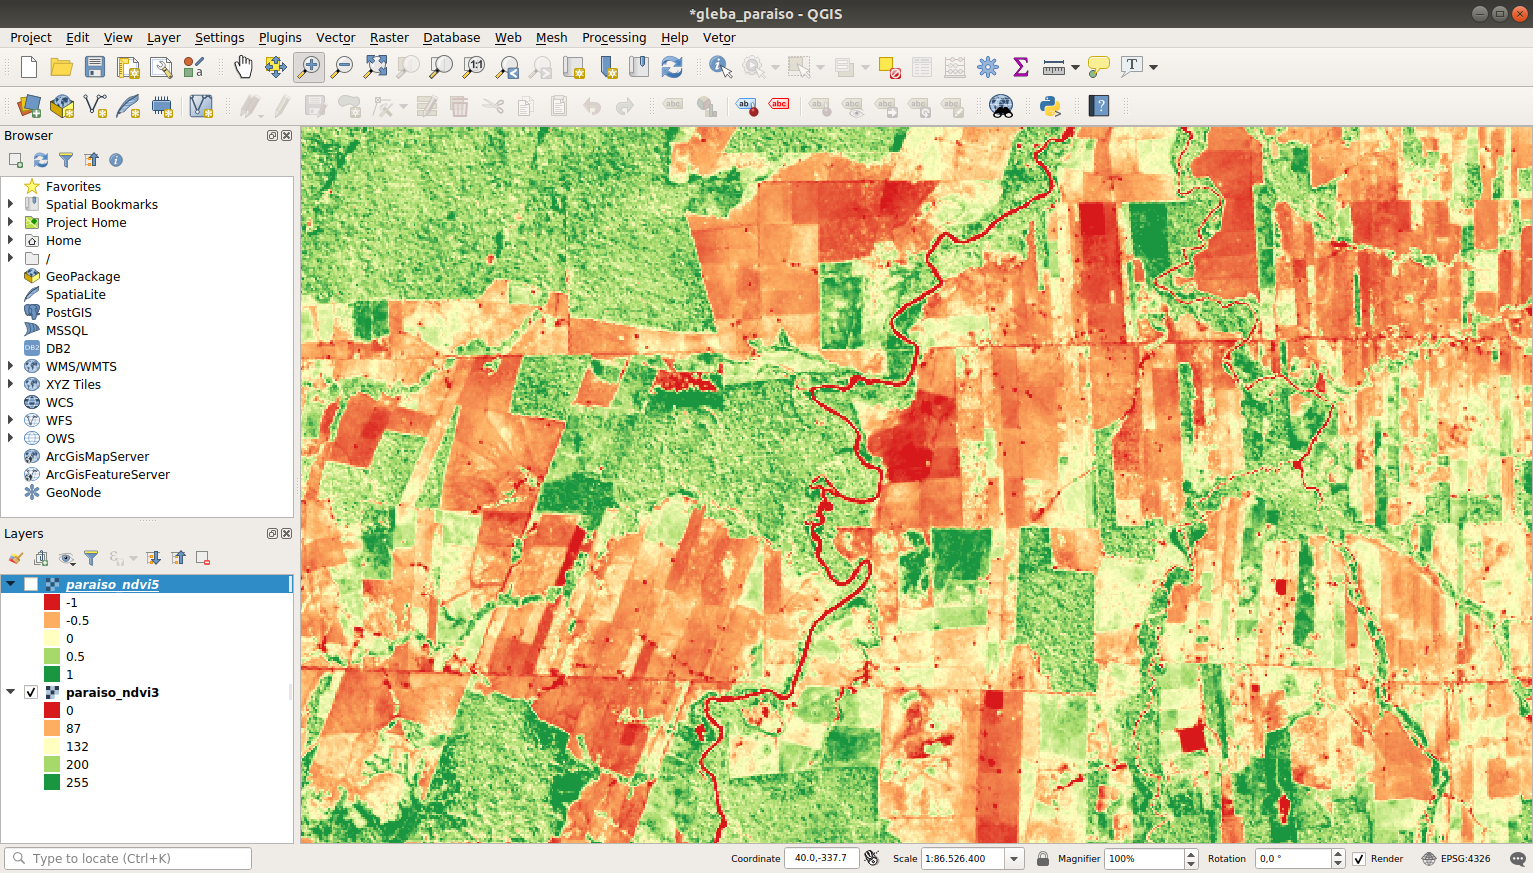 *gleba_paraiso - QGIS
Project Edit View Layer Settings Plugins Vector Raster Database Web Mesh Processing Help Vetor
Browser
Favorites
Spatial Bookmarks
Project Home
Home
/
GeoPackage
SpatiaLite
PostGIS
MSSQL
DB2
WMS/WMTS
XYZ Tiles
WCS
WFS
OWS
ArcGisMapServer
ArcGisFeatureServer
GeoNode
Layers
paraiso_ndvi5
-1
-0.5
0
0.5
1
paraiso_ndvi3
0
87
132
200
255
Type to locate (Ctrl+K)
Coordinate 40.0,-337.7 Scale 1:86.526.400 Magnifier 100% Rotation 0,0 ° Render EPSG:4326